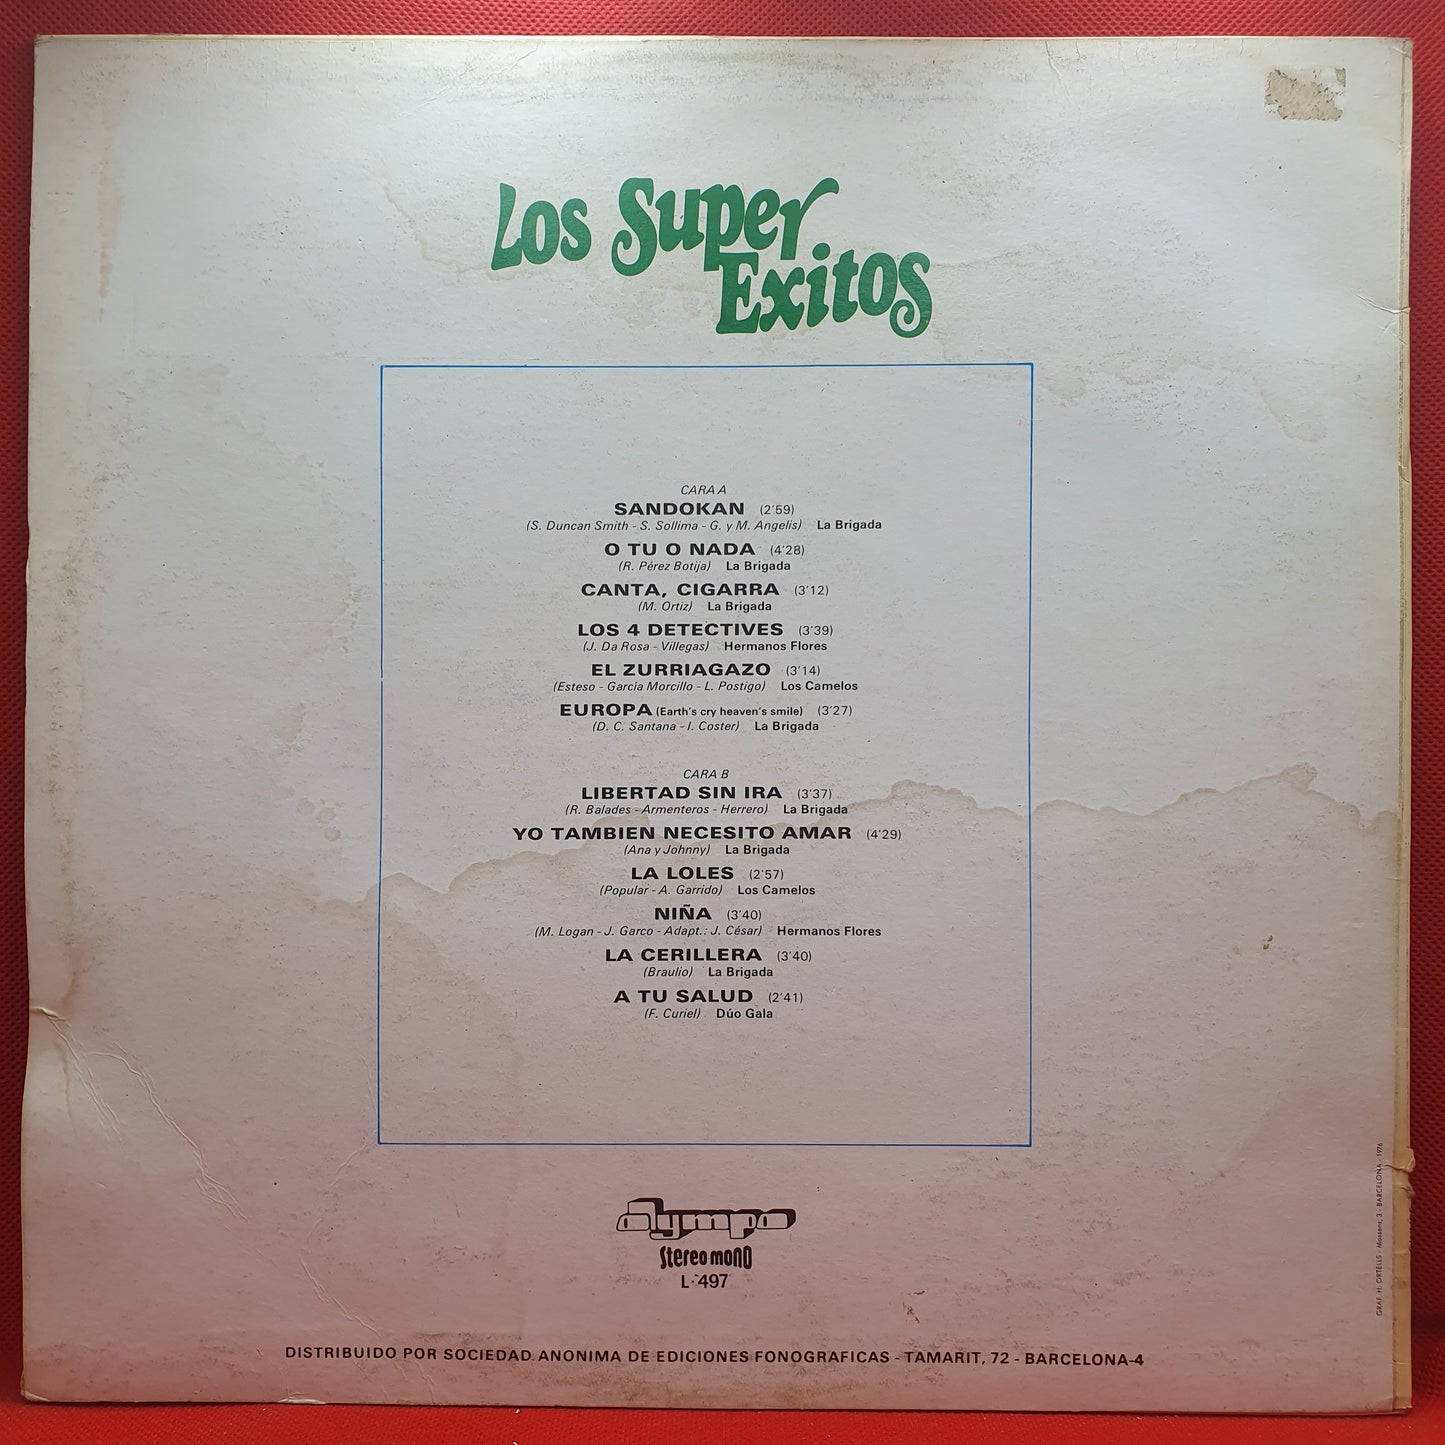 Los Super
Exitos
CARA A
SANDOKAN (2'59)
(S. Duncan Smith - S. Sollima - G. y M. Angelis) La Brigada
O TU O NADA (4'28)
(R. Pérez Botija) La Brigada
CANTA, CIGARRA (3'12)
(M. Ortiz) La Brigada
LOS 4 DETECTIVES (3'39)
(J. Da Rosa - Villegas) Hermanos Flores
EL ZURRIAGAZO (3'14)
(Esteso - García Morcillo - L. Postigo) Los Camelos
EUROPA (Earth's cry heaven's smile) (3'27)
(D. C. Santana - I. Coster) La Brigada
CARA B
LIBERTAD SIN IRA (3'37)
(R. Balades - Armenteros - Herrero) La Brigada
YO TAMBIEN NECESITO AMAR (4'29)
(Ana y Johnny) La Brigada
LA LOLES (2'57)
(Popular - A. Garrido) Los Camelos
NIÑA (3'40)
(M. Logan - J. Garco - Adapt.: J. César) Hermanos Flores
LA CERILLERA (3'40)
(Braulio) La Brigada
A TU SALUD (2'41)
(F. Curiel) Dúo Gala
olympo
Stereo mono
L-497
DISTRIBUIDO POR SOCIEDAD ANONIMA DE EDICIONES FONOGRAFICAS - TAMARIT, 72 - BARCELONA-4
GRAF. H. ORTELLS - Massens, 3 - BARCELONA - 1976